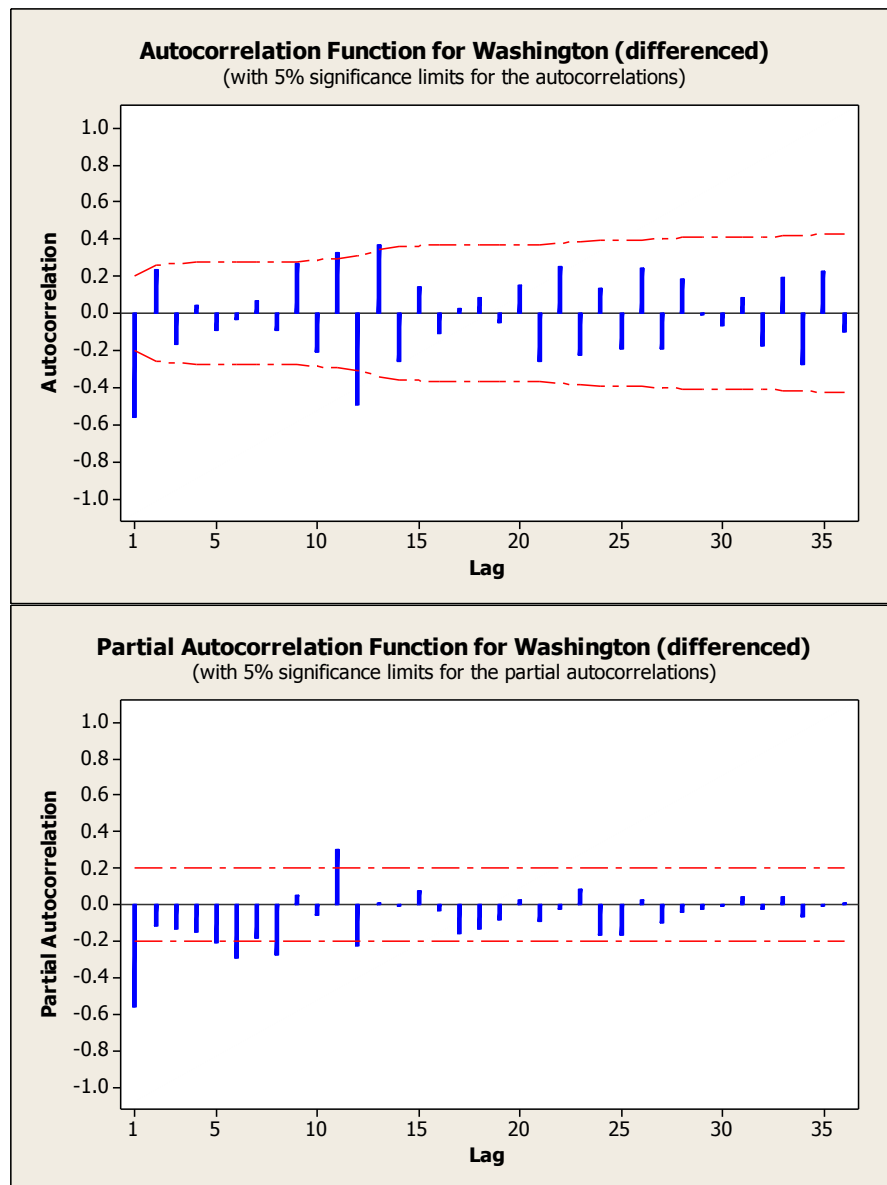 Autocorrelation Function for Washington (differenced)
(with 5% significance limits for the autocorrelations)
1.0
0.8
0.6
0.4
0.2
0.0
-0.2
-0.4
-0.6
-0.8
-1.0
Autocorrelation
1 5 10 15 20 25 30 35
Lag
Partial Autocorrelation Function for Washington (differenced)
(with 5% significance limits for the partial autocorrelations)
1.0
0.8
0.6
0.4
0.2
0.0
-0.2
-0.4
-0.6
-0.8
-1.0
Partial Autocorrelation
1 5 10 15 20 25 30 35
Lag